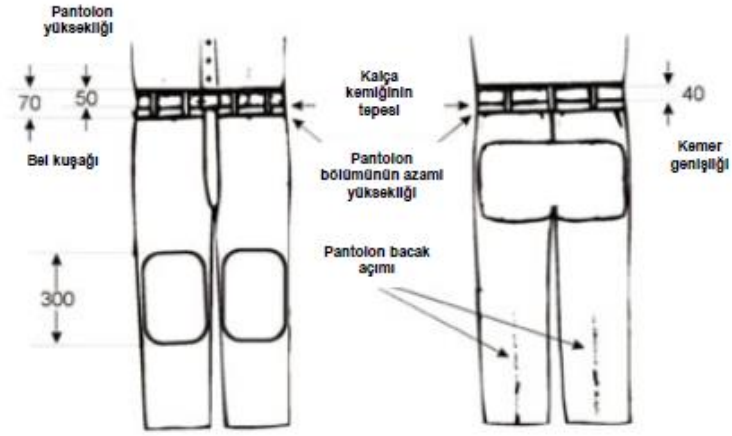 Pantolon
yüksekliği
70
50
Bel kuşağı
300
Kalça
kemiğinin
tepesi
Pantolon
bölümünün azami
yüksekliği
Pantolon bacak
açımı
40
Kemer
genişliği